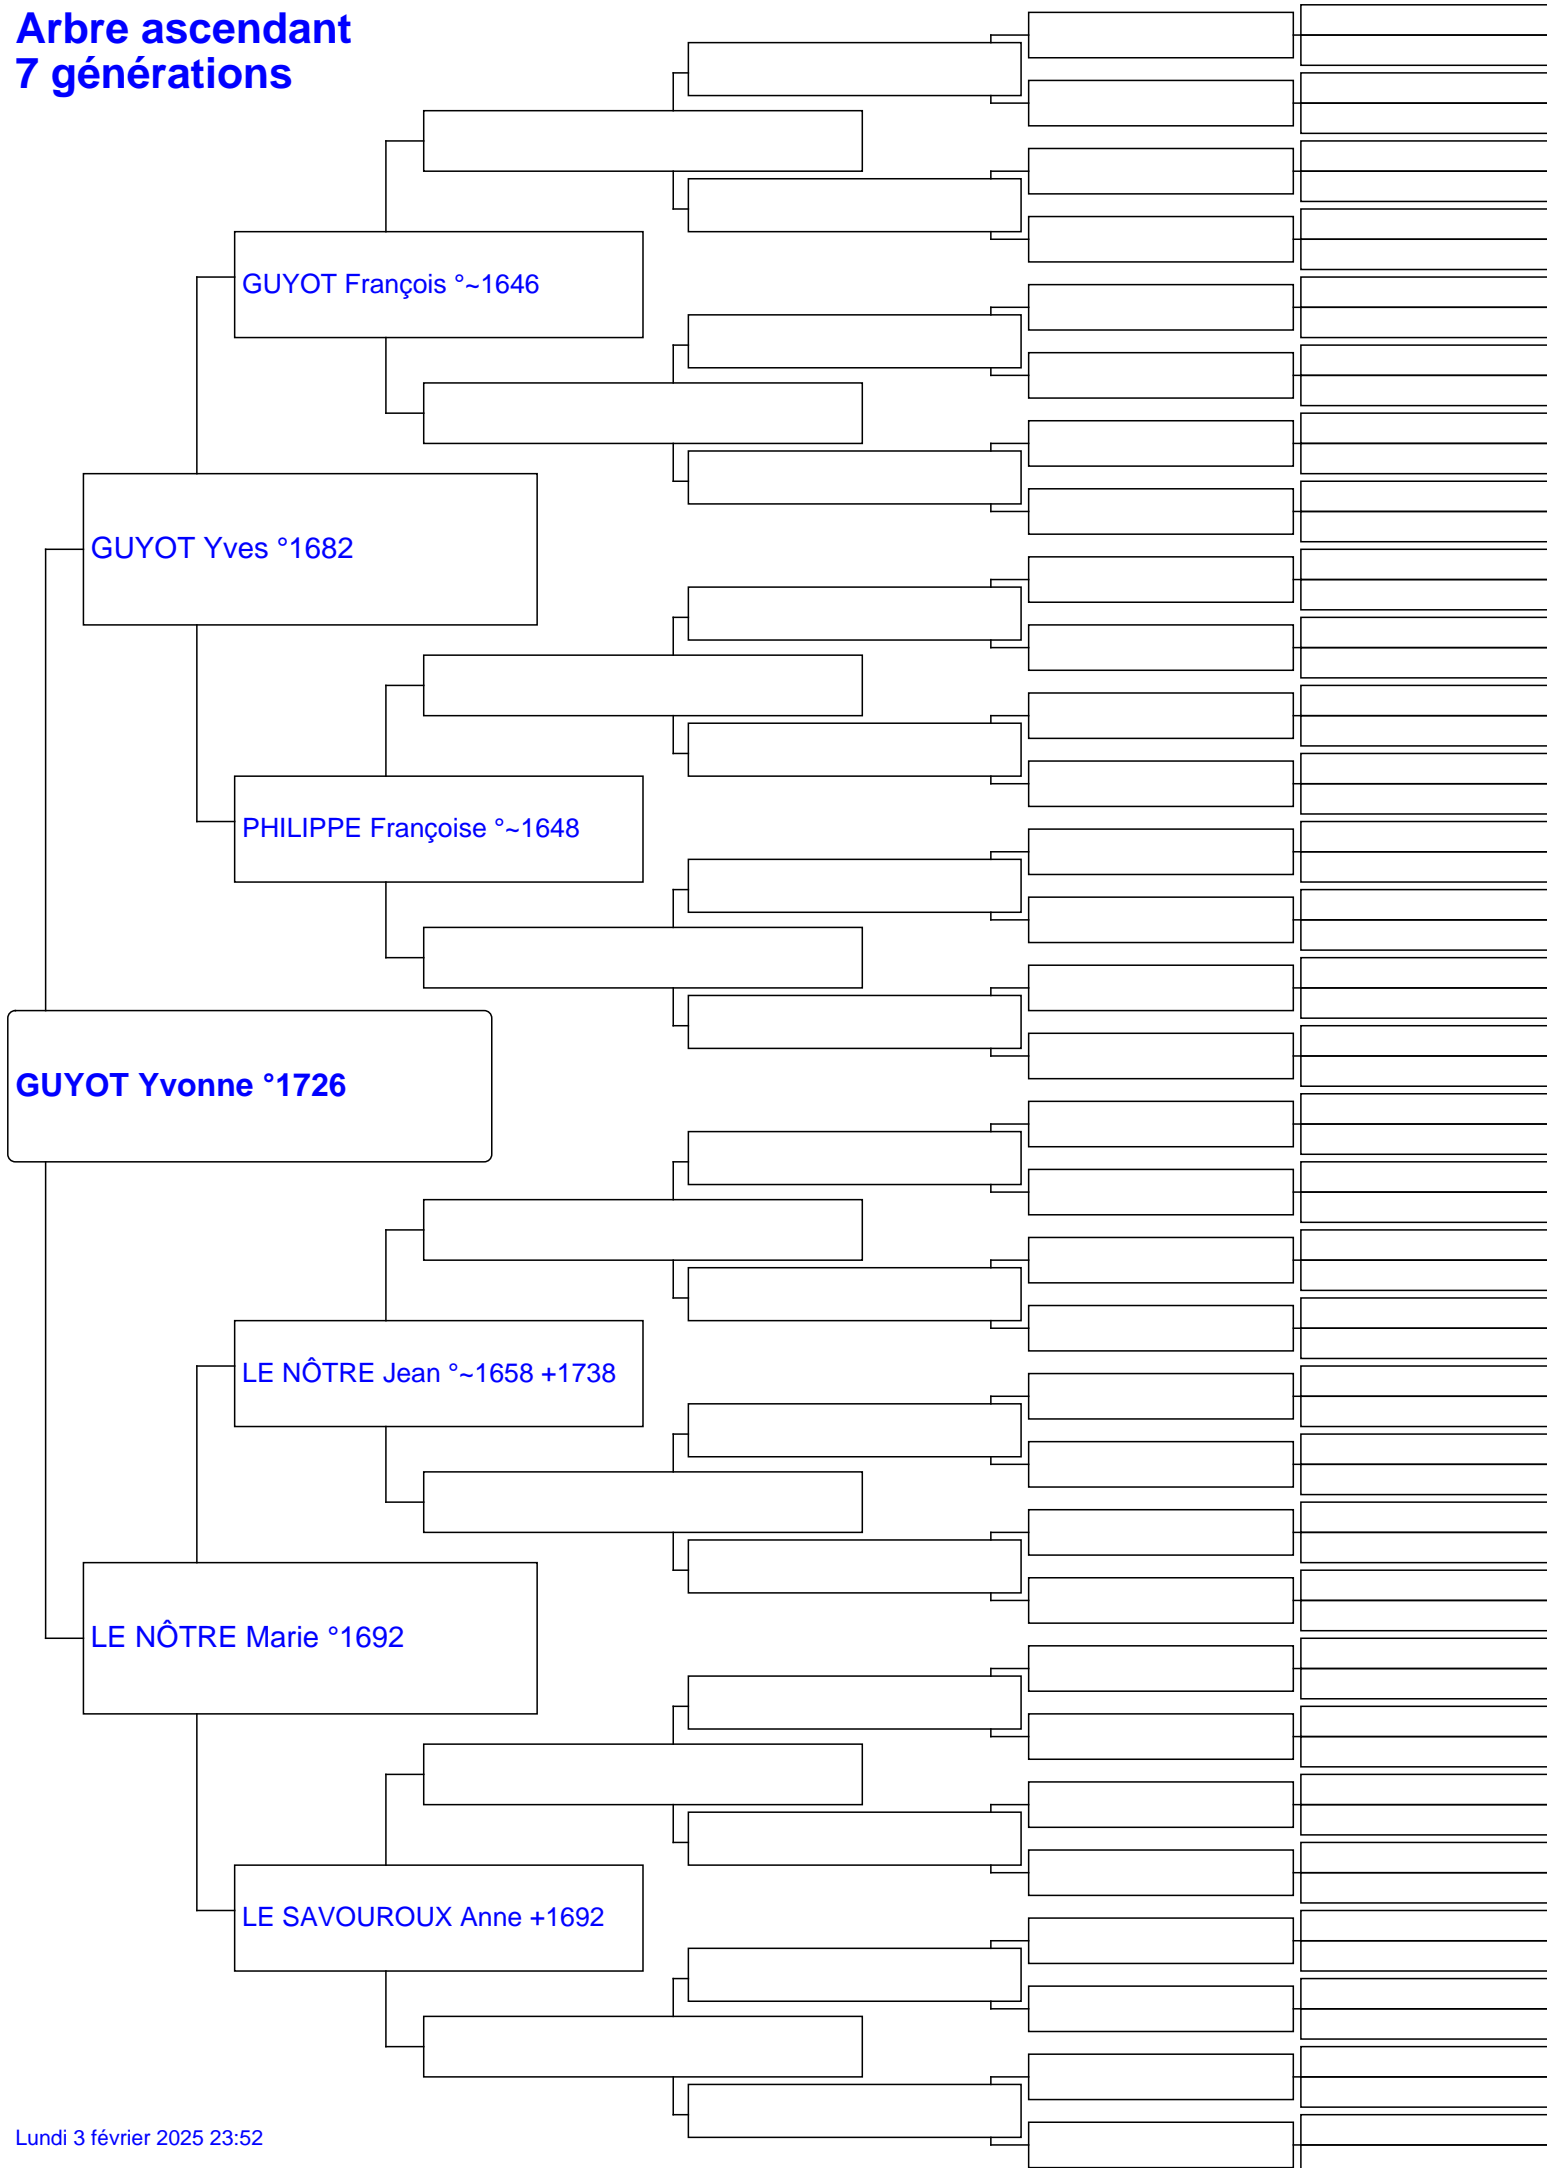 Arbre ascendant
7 générations
GUYOT François °~1646
GUYOT Yves °1682
PHILIPPE Françoise °~1648
GUYOT Yvonne °1726
LE NÔTRE Jean °~1658 +1738
LE NÔTRE Marie °1692
LE SAVOUROUX Anne +1692
Lundi 3 février 2025 23:52